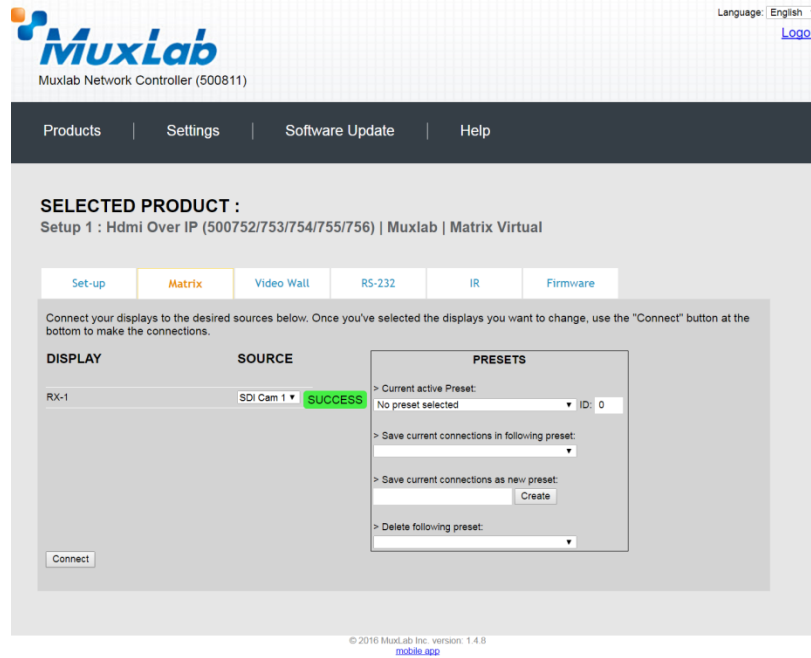 Language: English
Logo
MuxLab
Muxlab Network Controller (500811)
Products | Settings | Software Update | Help
SELECTED PRODUCT :
Setup 1 : Hdmi Over IP (500752/753/754/755/756) | Muxlab | Matrix Virtual
Set-up Matrix Video Wall RS-232 IR Firmware
Connect your displays to the desired sources below. Once you've selected the displays you want to change, use the "Connect" button at the
bottom to make the connections.
DISPLAY SOURCE PRESETS
> Current active Preset:
RX-1 SDI Cam 1 SUCCESS No preset selected ID: 0
> Save current connections in following preset:
> Save current connections as new preset:
Create
> Delete following preset:
Connect
© 2016 MuxLab Inc. version: 1.4.8
mobile app